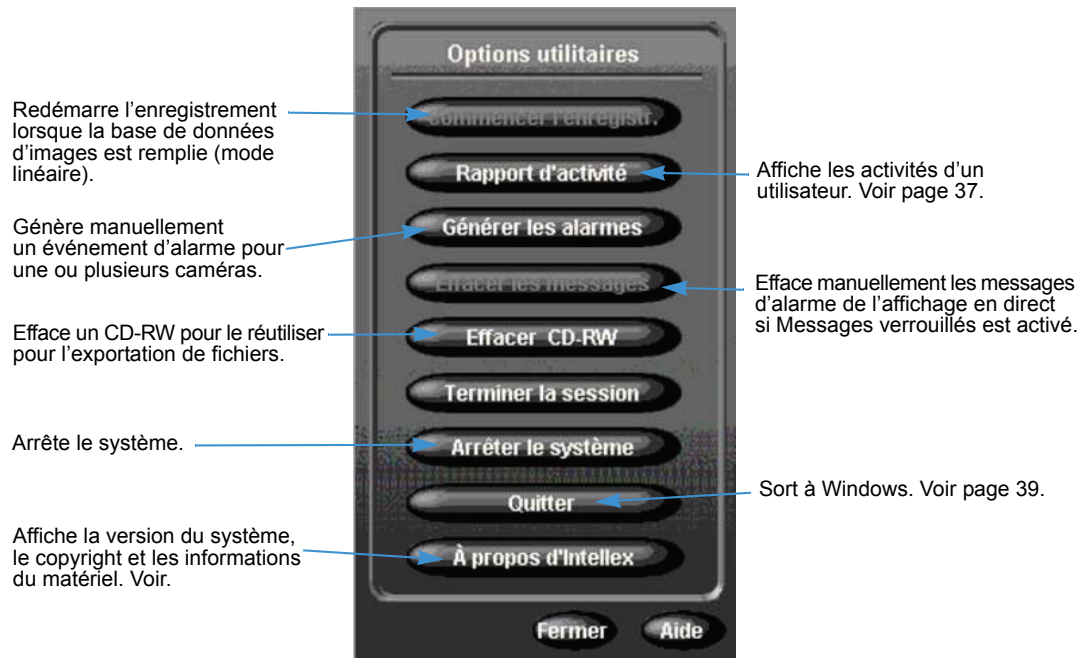 Options utilitaires
Redémarre l'enregistrement
lorsque la base de données
d'images est remplie (mode
linéaire).
Commencer l'enregistr.
Rapport d'activité
Affiche les activités d'un
utilisateur. Voir page 37.
Génère manuellement
un événement d'alarme pour
une ou plusieurs caméras.
Générer les alarmes
Effacer les messages
Efface manuellement les messages
d'alarme de l'affichage en direct
si Messages verrouillés est activé.
Efface un CD-RW pour le réutiliser
pour l'exportation de fichiers.
Effacer CD-RW
Terminer la session
Arrête le système.
Arrêter le système
Quitter
Sort à Windows. Voir page 39.
Affiche la version du système,
le copyright et les informations
du matériel. Voir.
À propos d'Intellex
Fermer
Aide